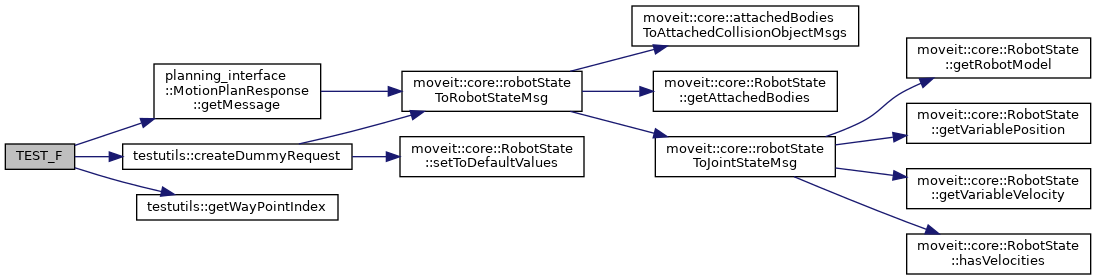 TEST_F
planning_interface
::MotionPlanResponse
::getMessage
testutils::createDummyRequest
testutils::getWayPointIndex
moveit::core::robotState
ToRobotStateMsg
moveit::core::RobotState
::setToDefaultValues
moveit::core::attachedBodies
ToAttachedCollisionObjectMsgs
moveit::core::RobotState
::getAttachedBodies
moveit::core::robotState
ToJointStateMsg
moveit::core::RobotState
::getRobotModel
moveit::core::RobotState
::getVariablePosition
moveit::core::RobotState
::getVariableVelocity
moveit::core::RobotState
::hasVelocities